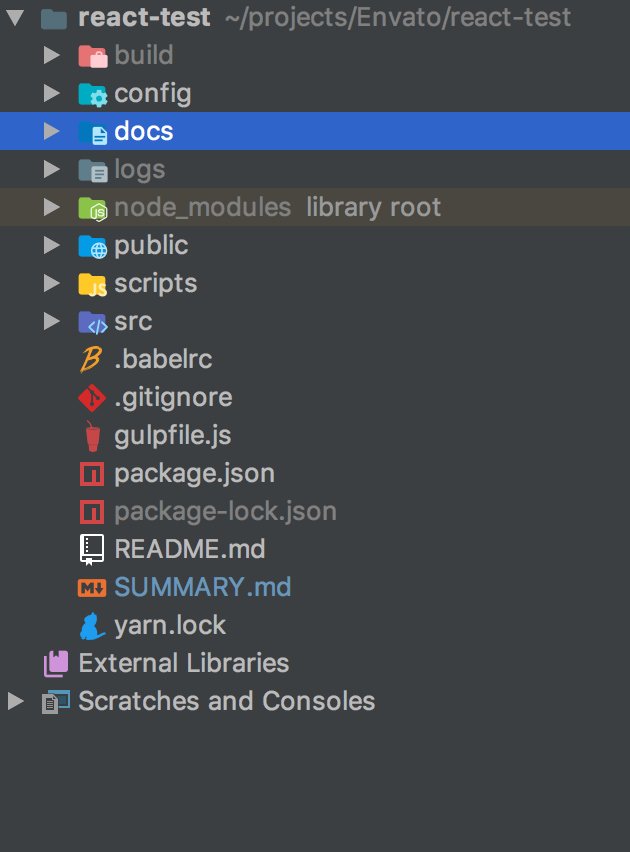 react-test ~/projects/Envato/react-test
build
config
docs
logs
node_modules library root
public
scripts
src
.babelrc
.gitignore
gulpfile.js
package.json
package-lock.json
README.md
SUMMARY.md
yarn.lock
External Libraries
Scratches and Consoles